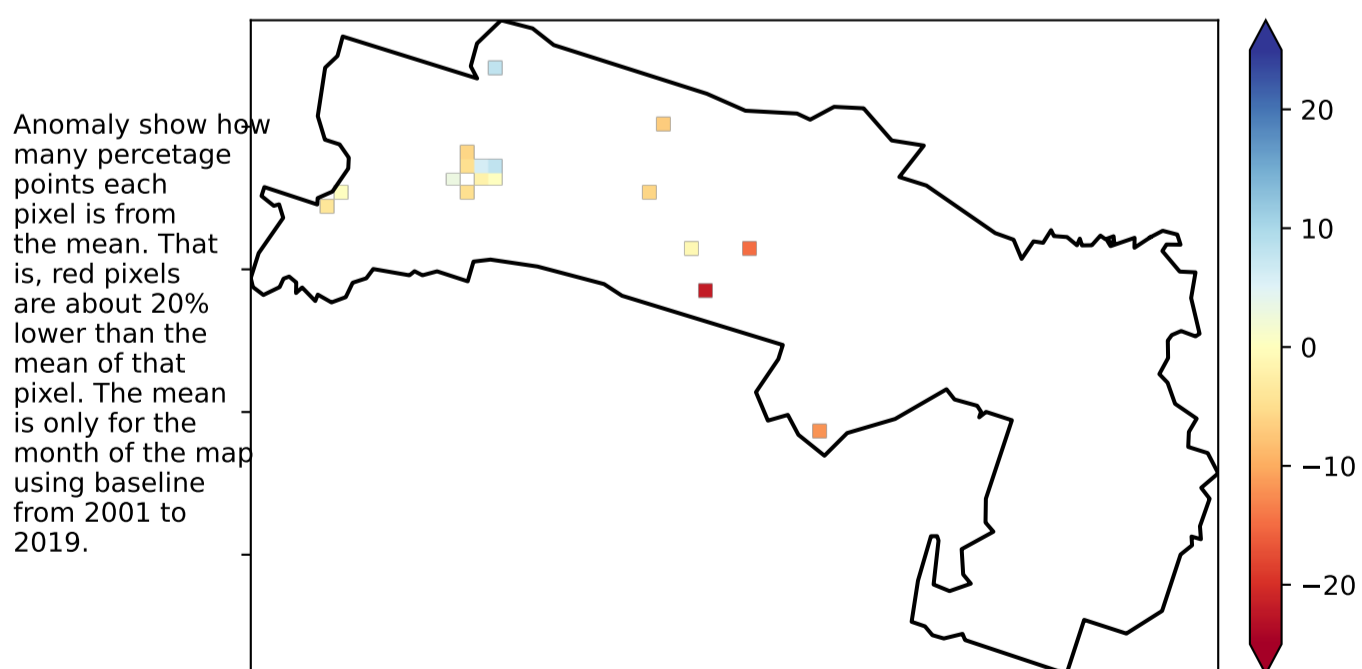 Anomaly show how
many percetage
points each
pixel is from
the mean. That
is, red pixels
are about 20%
lower than the
mean of that
pixel. The mean
is only for the
month of the map
using baseline
from 2001 to
2019.
20
10
0
−10
−20